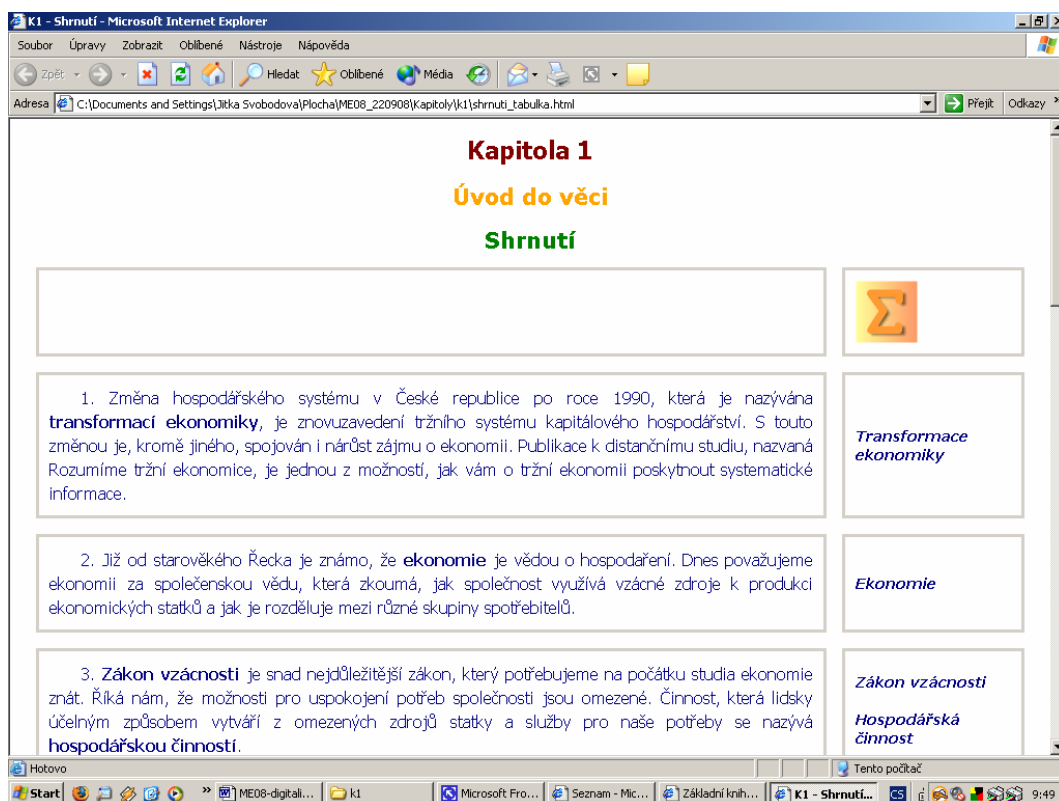 K1 - Shrnutí - Microsoft Internet Explorer
Soubor Úpravy Zobrazit Oblíbené Nástroje Nápověda
Zpět Hledat Oblíbené Média
Adresa C:\Documents and Settings\Jitka Svobodova\Plocha\ME08_220908\Kapitoly\k1\shrnuti_tabulka.html Přejít Odkazy »
Kapitola 1
Úvod do věci
Shrnutí
Σ
1. Změna hospodářského systému v České republice po roce 1990, která je nazývána
transformací ekonomiky, je znovuzavedení tržního systému kapitálového hospodářství. S touto
změnou je, kromě jiného, spojován i nárůst zájmu o ekonomii. Publikace k distančnímu studiu, nazvaná
Rozumíme tržní ekonomice, je jednou z možností, jak vám o tržní ekonomii poskytnout systematické
informace.
Transformace
ekonomiky
2. Již od starověkého Řecka je známo, že ekonomie je vědou o hospodaření. Dnes považujeme
ekonomii za společenskou vědu, která zkoumá, jak společnost využívá vzácné zdroje k produkci
ekonomických statků a jak je rozděluje mezi různé skupiny spotřebitelů.
Ekonomie
3. Zákon vzácnosti je snad nejdůležitější zákon, který potřebujeme na počátku studia ekonomie
znát. Říká nám, že možnosti pro uspokojení potřeb společnosti jsou omezené. Činnost, která lidsky
účelným způsobem vytváří z omezených zdrojů statky a služby pro naše potřeby se nazývá
hospodářskou činností.
Zákon vzácnosti
Hospodářská
činnost
Hotovo Tento počítač
Start » ME08-digitali... k1 Microsoft Fro... Seznam - Mic... Základní knih... K1 - Shrnutí... CS 9:49